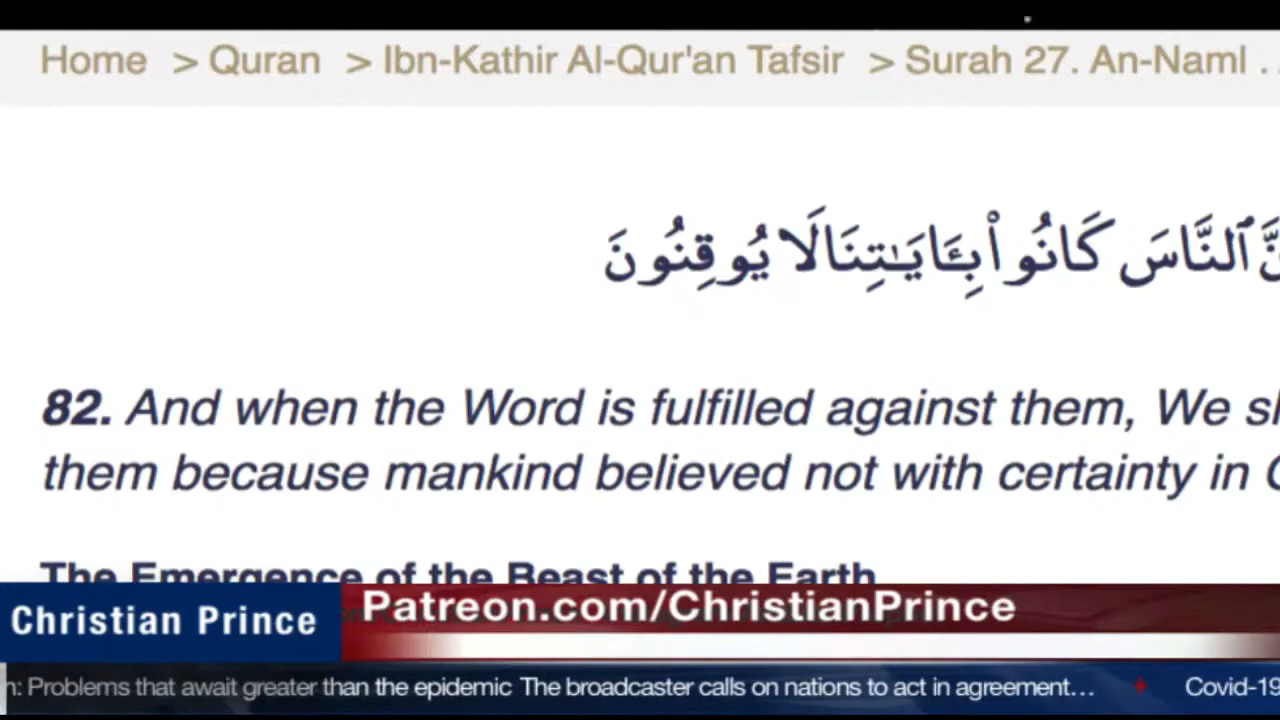 Home > Quran > Ibn-Kathir Al-Qur'an Tafsir > Surah 27. An-Naml .
ٱلنَّاسَ كَانُوا۟ بِـَٔايَـٰتِنَا لَا يُوقِنُونَ
82. And when the Word is fulfilled against them, We
them because mankind believed not with certainty in
The Emergence of the Beast of the Earth
Christian Prince
Patreon.com/ChristianPrince
: Problems that await greater than the epidemic The broadcaster calls on nations to act in agreement... Covid-19